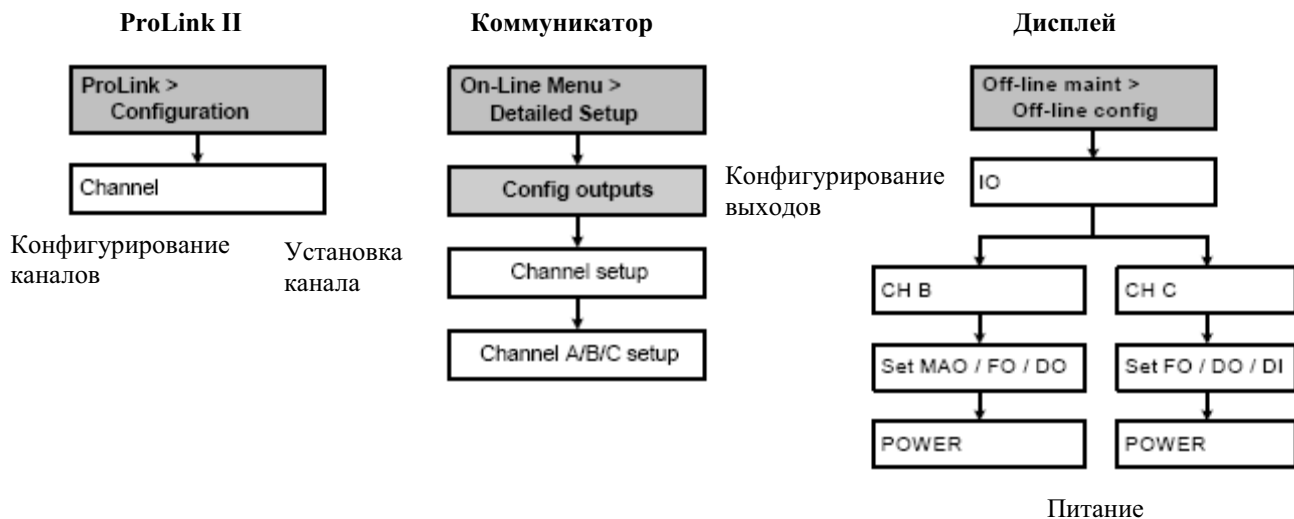 ProLink II
ProLink >
Configuration
Channel
Конфигурирование
каналов
Коммуникатор
On-Line Menu >
Detailed Setup
Config outputs
Channel setup
Channel A/B/C setup
Установка
канала
Конфигурирование
выходов
Дисплей
Off-line maint >
Off-line config
IO
CH B
Set MAO / FO / DO
POWER
CH C
Set FO / DO / DI
POWER
Питание